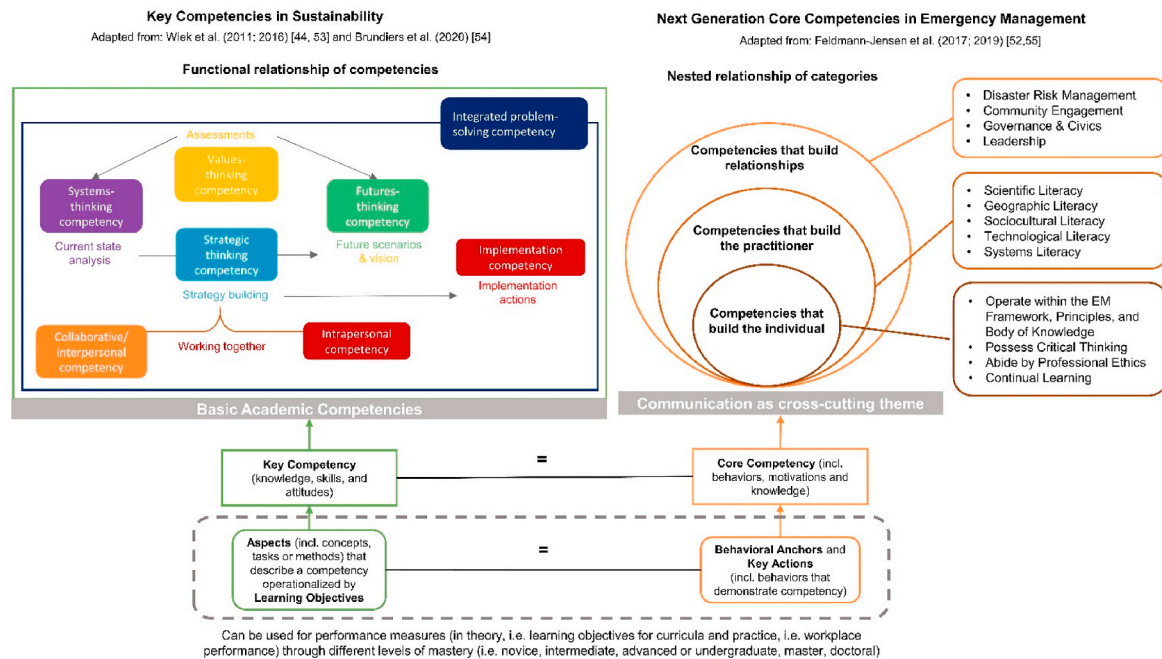 Key Competencies in Sustainability
Adapted from: Wiek et al. (2011; 2016) [44, 53] and Brundiers et al. (2020) [54]
Functional relationship of competencies
Integrated problem-
solving competency
Assessments
Values-
thinking
competency
Systems-
thinking
competency
Futures-
thinking
competency
Current state
analysis
Strategic
thinking
competency
Future scenarios
& vision
Implementation
competency
Implementation
actions
Strategy building
Collaborative/
interpersonal
competency
Working together
Intrapersonal
competency
Basic Academic Competencies
Next Generation Core Competencies in Emergency Management
Adapted from: Feldmann-Jensen et al. (2017; 2019) [52,55]
Nested relationship of categories
Competencies that build
relationships
Competencies that build
the practitioner
Competencies that
build the individual
• Disaster Risk Management
• Community Engagement
• Governance & Civics
• Leadership
• Scientific Literacy
• Geographic Literacy
• Sociocultural Literacy
• Technological Literacy
• Systems Literacy
• Operate within the EM
Framework, Principles, and
Body of Knowledge
• Possess Critical Thinking
• Abide by Professional Ethics
• Continual Learning
Communication as cross-cutting theme
Key Competency
(knowledge, skills, and
attitudes)
=
Core Competency (incl.
behaviors, motivations and
knowledge)
Aspects (incl. concepts,
tasks or methods) that
describe a competency
operationalized by
Learning Objectives
=
Behavioral Anchors and
Key Actions
(incl. behaviors that
demonstrate competency)
Can be used for performance measures (in theory, i.e. learning objectives for curricula and practice, i.e. workplace
performance) through different levels of mastery (i.e. novice, intermediate, advanced or undergraduate, master, doctoral)